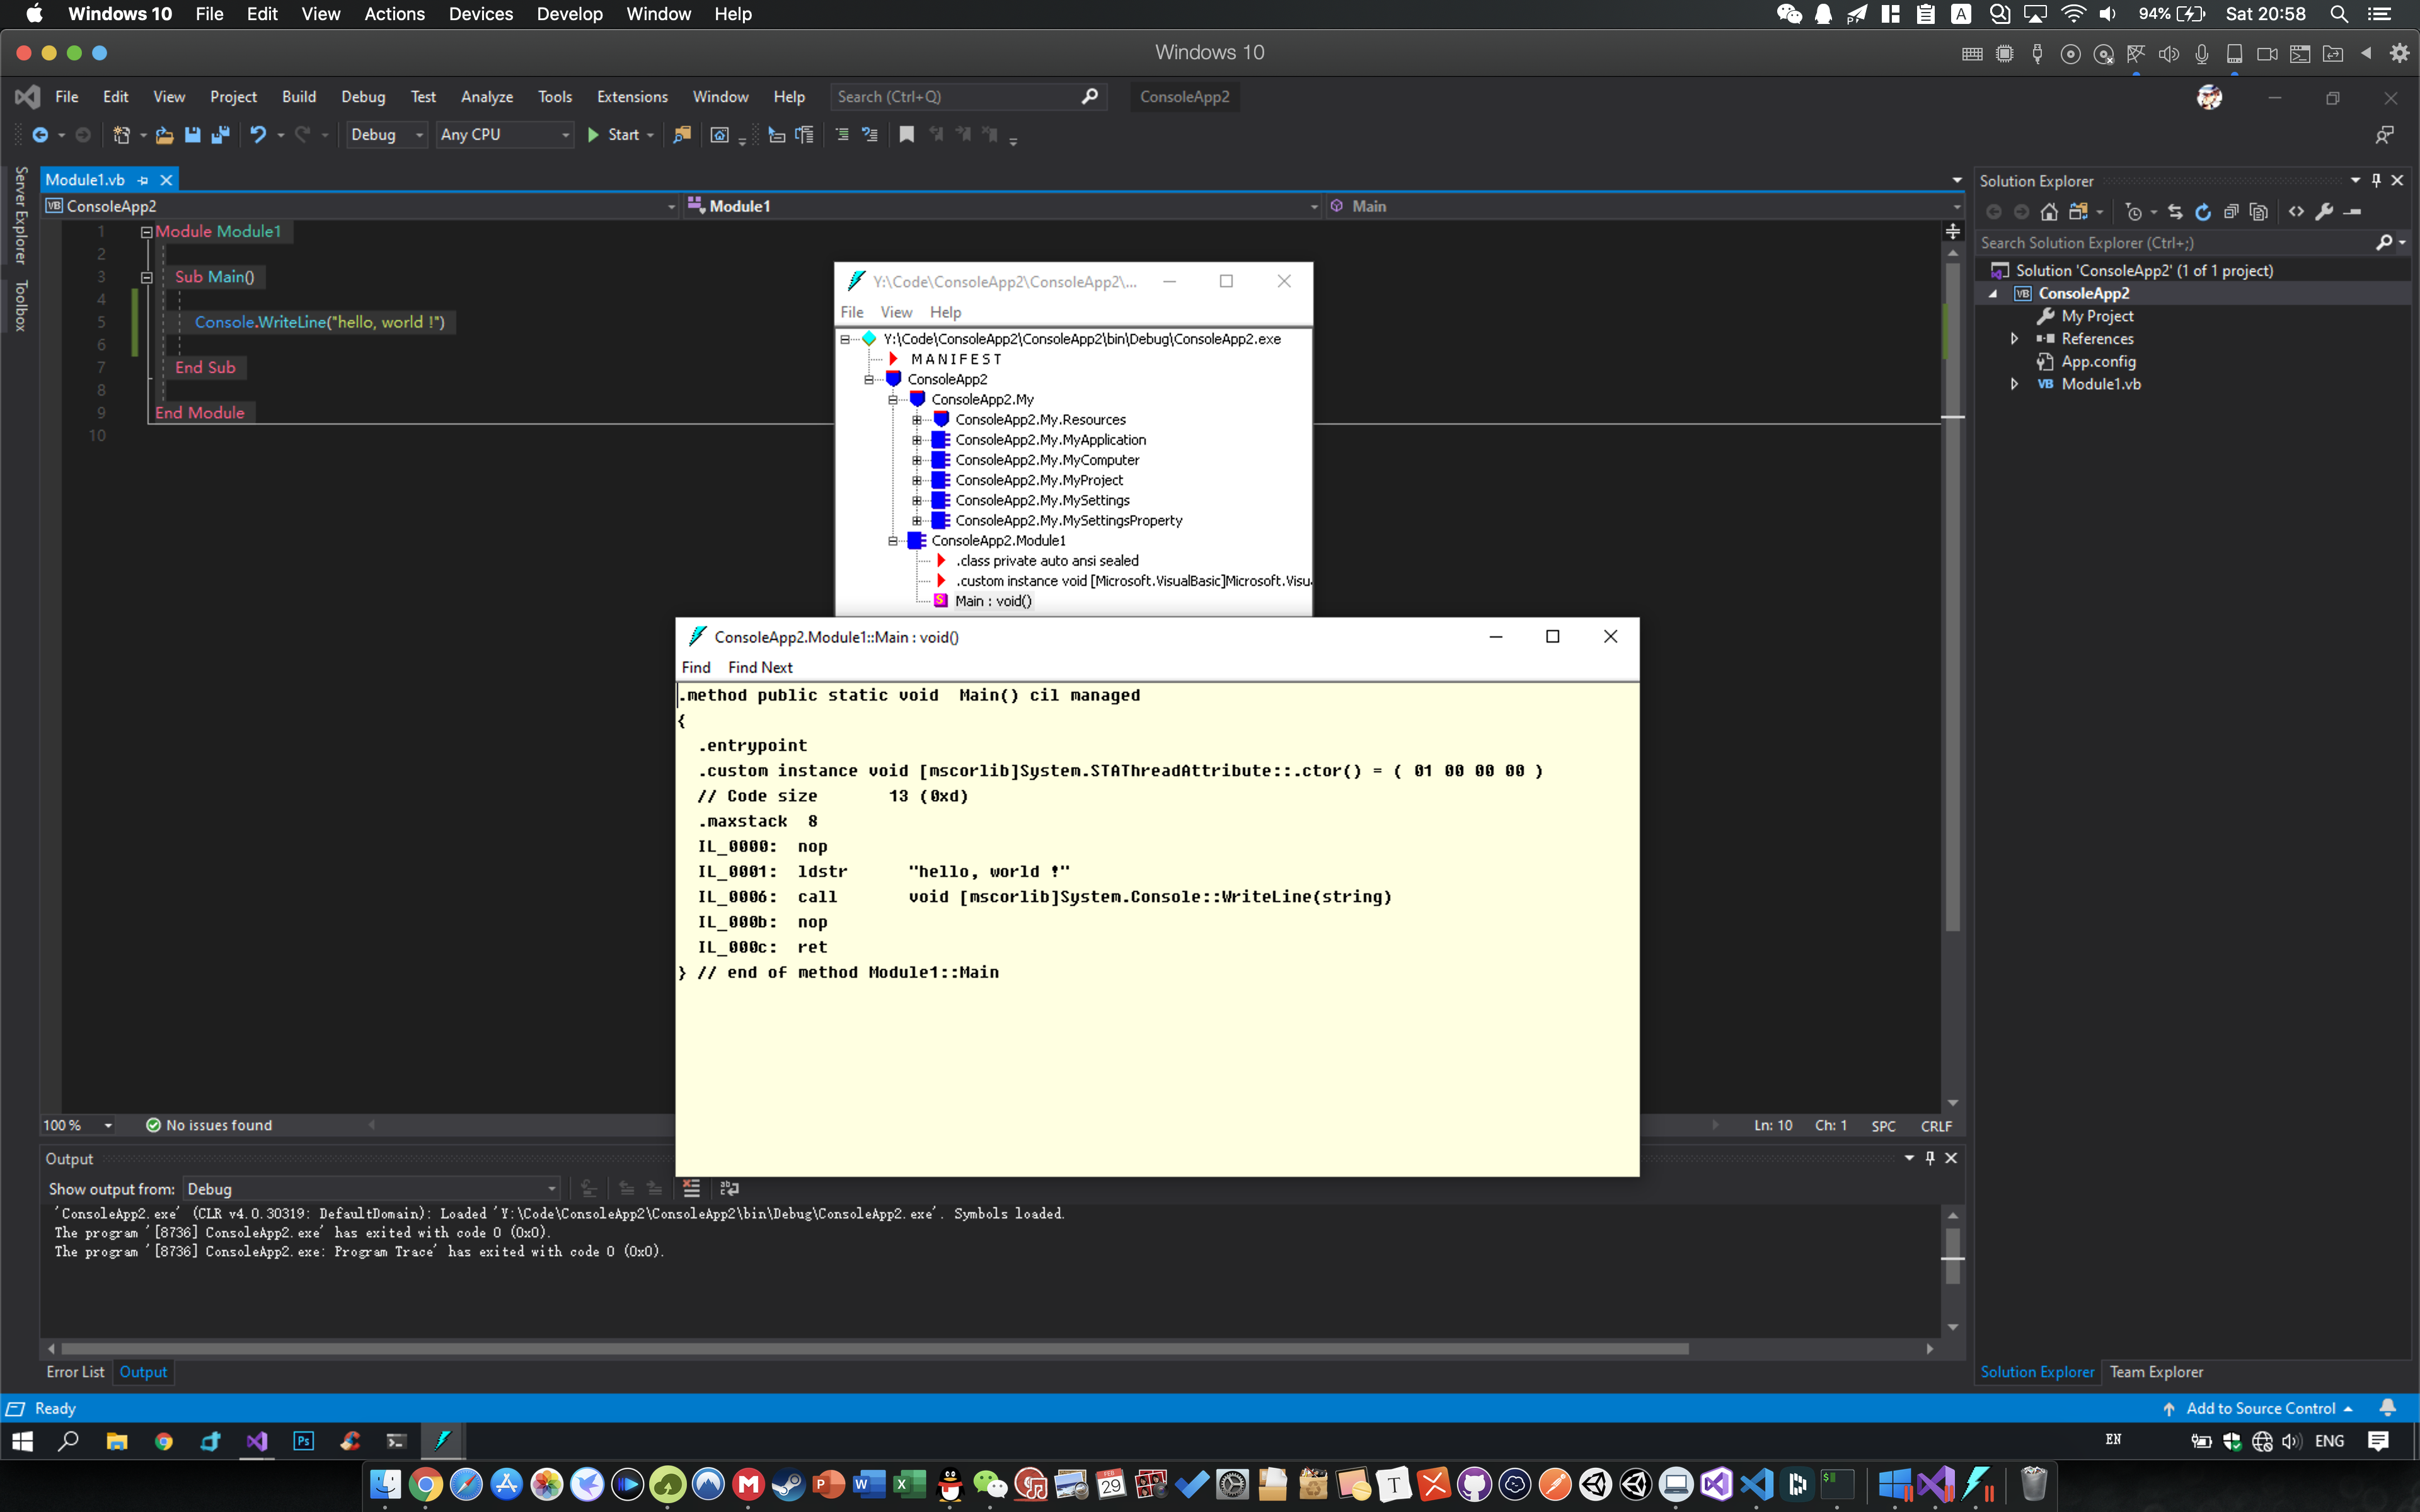 Windows 10 File Edit View Actions Devices Develop Window Help
94% Sat 20:58
Windows 10
File Edit View Project Build Debug Test Analyze Tools Extensions Window Help Search (Ctrl+Q) ConsoleApp2
Debug Any CPU Start
Server Explorer
Toolbox
Module1.vb
ConsoleApp2 Module1 Main
1 Module Module1
2
3 Sub Main()
4
5 Console.WriteLine("hello, world !")
6
7 End Sub
8
9 End Module
10
Y:\Code\ConsoleApp2\ConsoleApp2\...
File View Help
Y:\Code\ConsoleApp2\ConsoleApp2\bin\Debug\ConsoleApp2.exe
M A N I F E S T
ConsoleApp2
ConsoleApp2.My
ConsoleApp2.My.Resources
ConsoleApp2.My.MyApplication
ConsoleApp2.My.MyComputer
ConsoleApp2.My.MyProject
ConsoleApp2.My.MySettings
ConsoleApp2.My.MySettingsProperty
ConsoleApp2.Module1
.class private auto ansi sealed
.custom instance void [Microsoft.VisualBasic]Microsoft.Visu
Main : void()
ConsoleApp2.Module1::Main : void()
Find Find Next
.method public static void  Main() cil managed
{
.entrypoint
.custom instance void [mscorlib]System.STAThreadAttribute::.ctor() = ( 01 00 00 00 )
// Code size       13 (0xd)
.maxstack  8
IL_0000:  nop
IL_0001:  ldstr      "hello, world !"
IL_0006:  call       void [mscorlib]System.Console::WriteLine(string)
IL_000b:  nop
IL_000c:  ret
} // end of method Module1::Main
100 % No issues found Ln: 10 Ch: 1 SPC CRLF
Output
Show output from: Debug
'ConsoleApp2.exe' (CLR v4.0.30319: DefaultDomain): Loaded 'Y:\Code\ConsoleApp2\ConsoleApp2\bin\Debug\ConsoleApp2.exe'. Symbols loaded.
The program '[8736] ConsoleApp2.exe' has exited with code 0 (0x0).
The program '[8736] ConsoleApp2.exe: Program Trace' has exited with code 0 (0x0).
Error List Output
Solution Explorer
Search Solution Explorer (Ctrl+;)
Solution 'ConsoleApp2' (1 of 1 project)
ConsoleApp2
My Project
References
App.config
VB Module1.vb
Solution Explorer Team Explorer
Ready Add to Source Control
Ps EN ENG
FEB
29